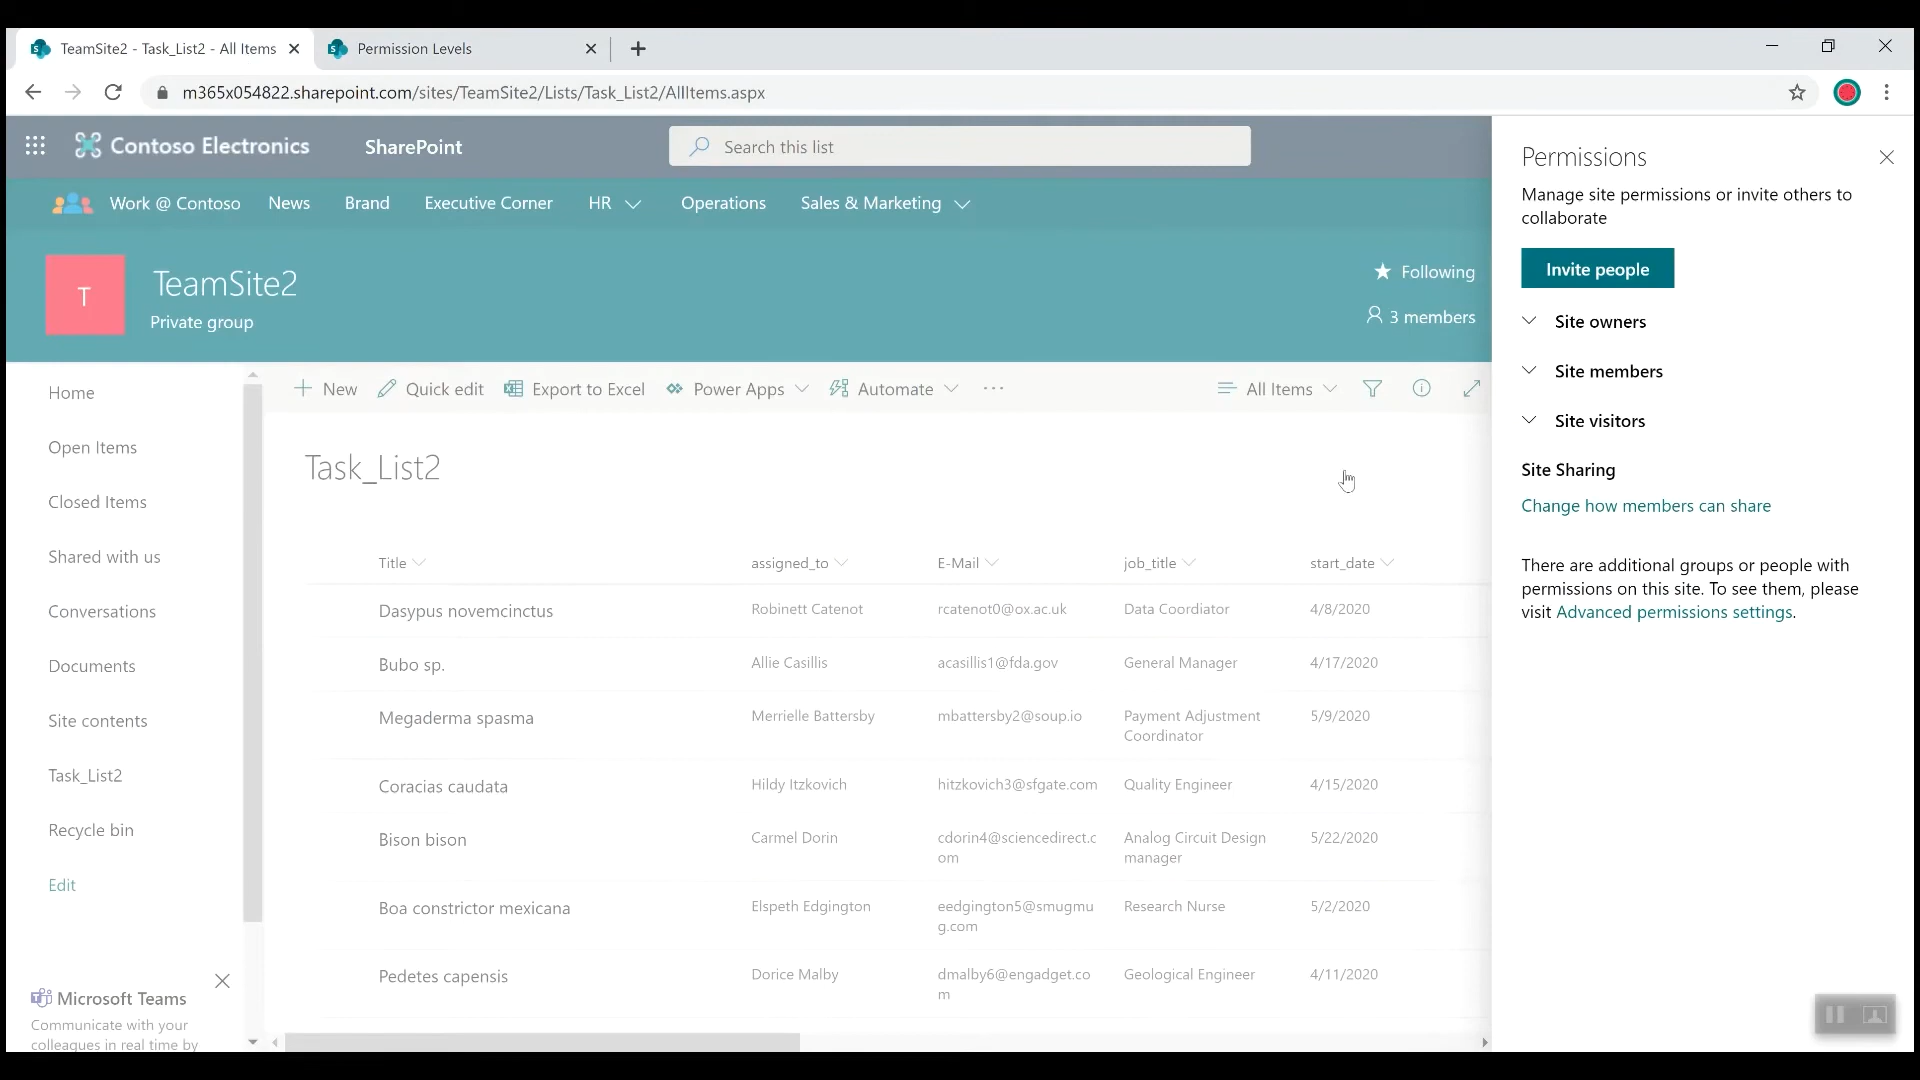 TeamSite2 - Task_List2 - All Items
Permission Levels
m365x054822.sharepoint.com/sites/TeamSite2/Lists/Task_List2/AllItems.aspx
Contoso Electronics
SharePoint
Search this list
Work @ Contoso
News
Brand
Executive Corner
HR
Operations
Sales & Marketing
T
TeamSite2
Private group
Following
3 members
Home
Open Items
Closed Items
Shared with us
Conversations
Documents
Site contents
Task_List2
Recycle bin
Edit
Microsoft Teams
Communicate with your
colleagues in real time by
New
Quick edit
Export to Excel
Power Apps
Automate
All Items
Task_List2
Title assigned_to E-Mail job_title start_date
Dasypus novemcinctus Robinett Catenot rcatenot0@ox.ac.uk Data Coordiator 4/8/2020
Bubo sp. Allie Casillis acasillis1@fda.gov General Manager 4/17/2020
Megaderma spasma Merrielle Battersby mbattersby2@soup.io Payment Adjustment 5/9/2020
Coordinator
Coracias caudata Hildy Itzkovich hitzkovich3@sfgate.com Quality Engineer 4/15/2020
Bison bison Carmel Dorin cdorin4@sciencedirect.c Analog Circuit Design 5/22/2020
om manager
Boa constrictor mexicana Elspeth Edgington eedgington5@smugmu Research Nurse 5/2/2020
g.com
Pedetes capensis Dorice Malby dmalby6@engadget.co Geological Engineer 4/11/2020
m
Permissions
Manage site permissions or invite others to
collaborate
Invite people
Site owners
Site members
Site visitors
Site Sharing
Change how members can share
There are additional groups or people with
permissions on this site. To see them, please
visit Advanced permissions settings.